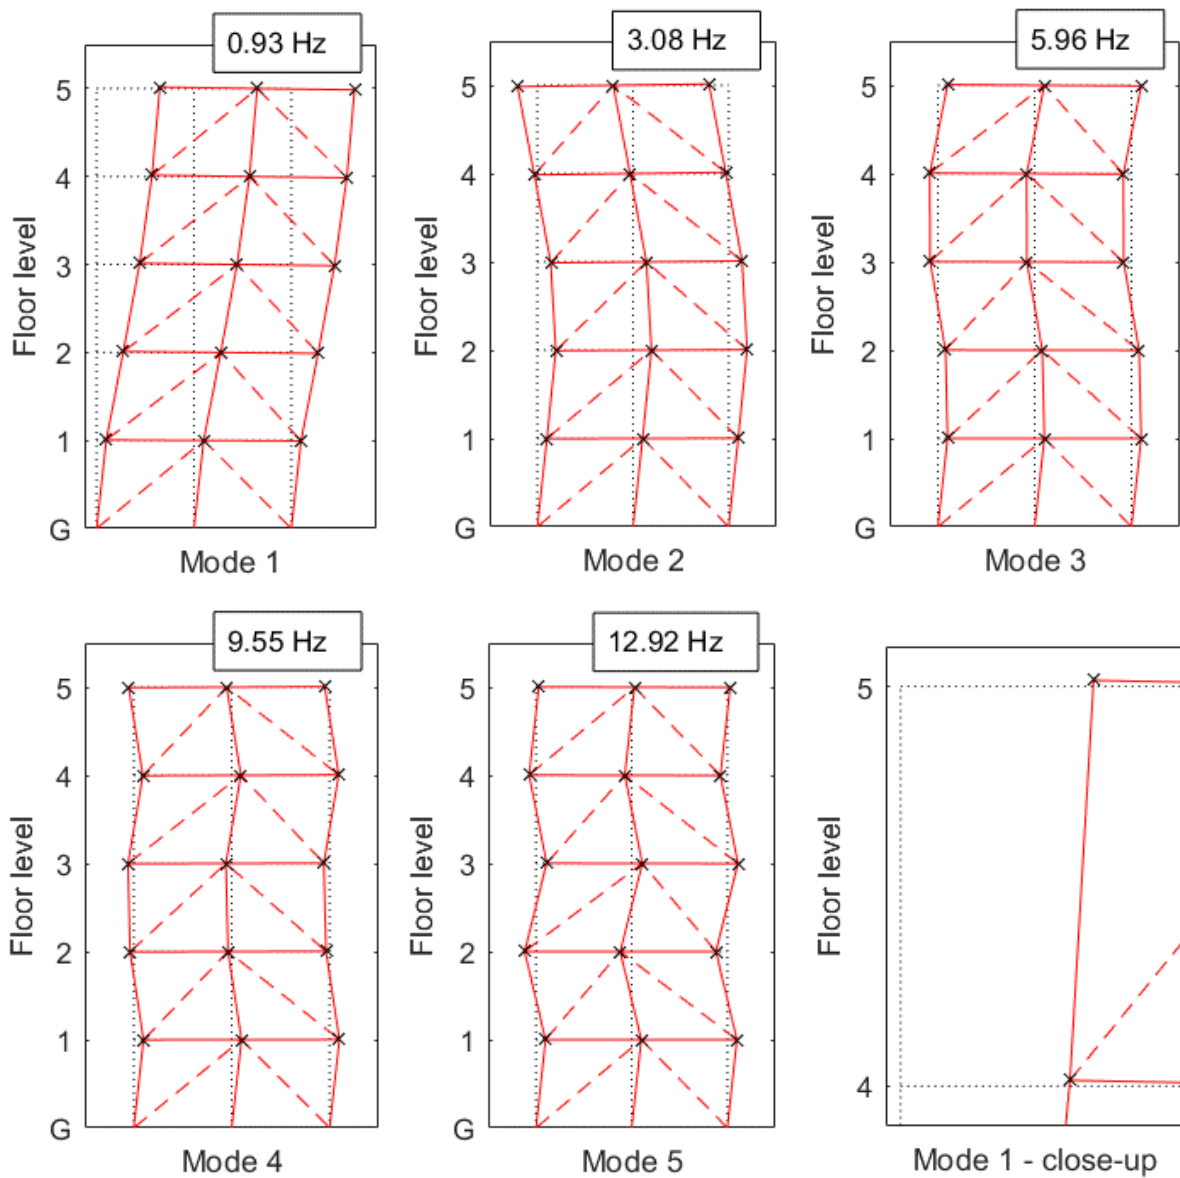 0.93 Hz
5
4
3
2
1
G
Floor level
Mode 1
3.08 Hz
5
4
3
2
1
G
Floor level
Mode 2
5.96 Hz
5
4
3
2
1
G
Floor level
Mode 3
9.55 Hz
5
4
3
2
1
G
Floor level
Mode 4
12.92 Hz
5
4
3
2
1
G
Floor level
Mode 5
5
4
Floor level
Mode 1 - close-up